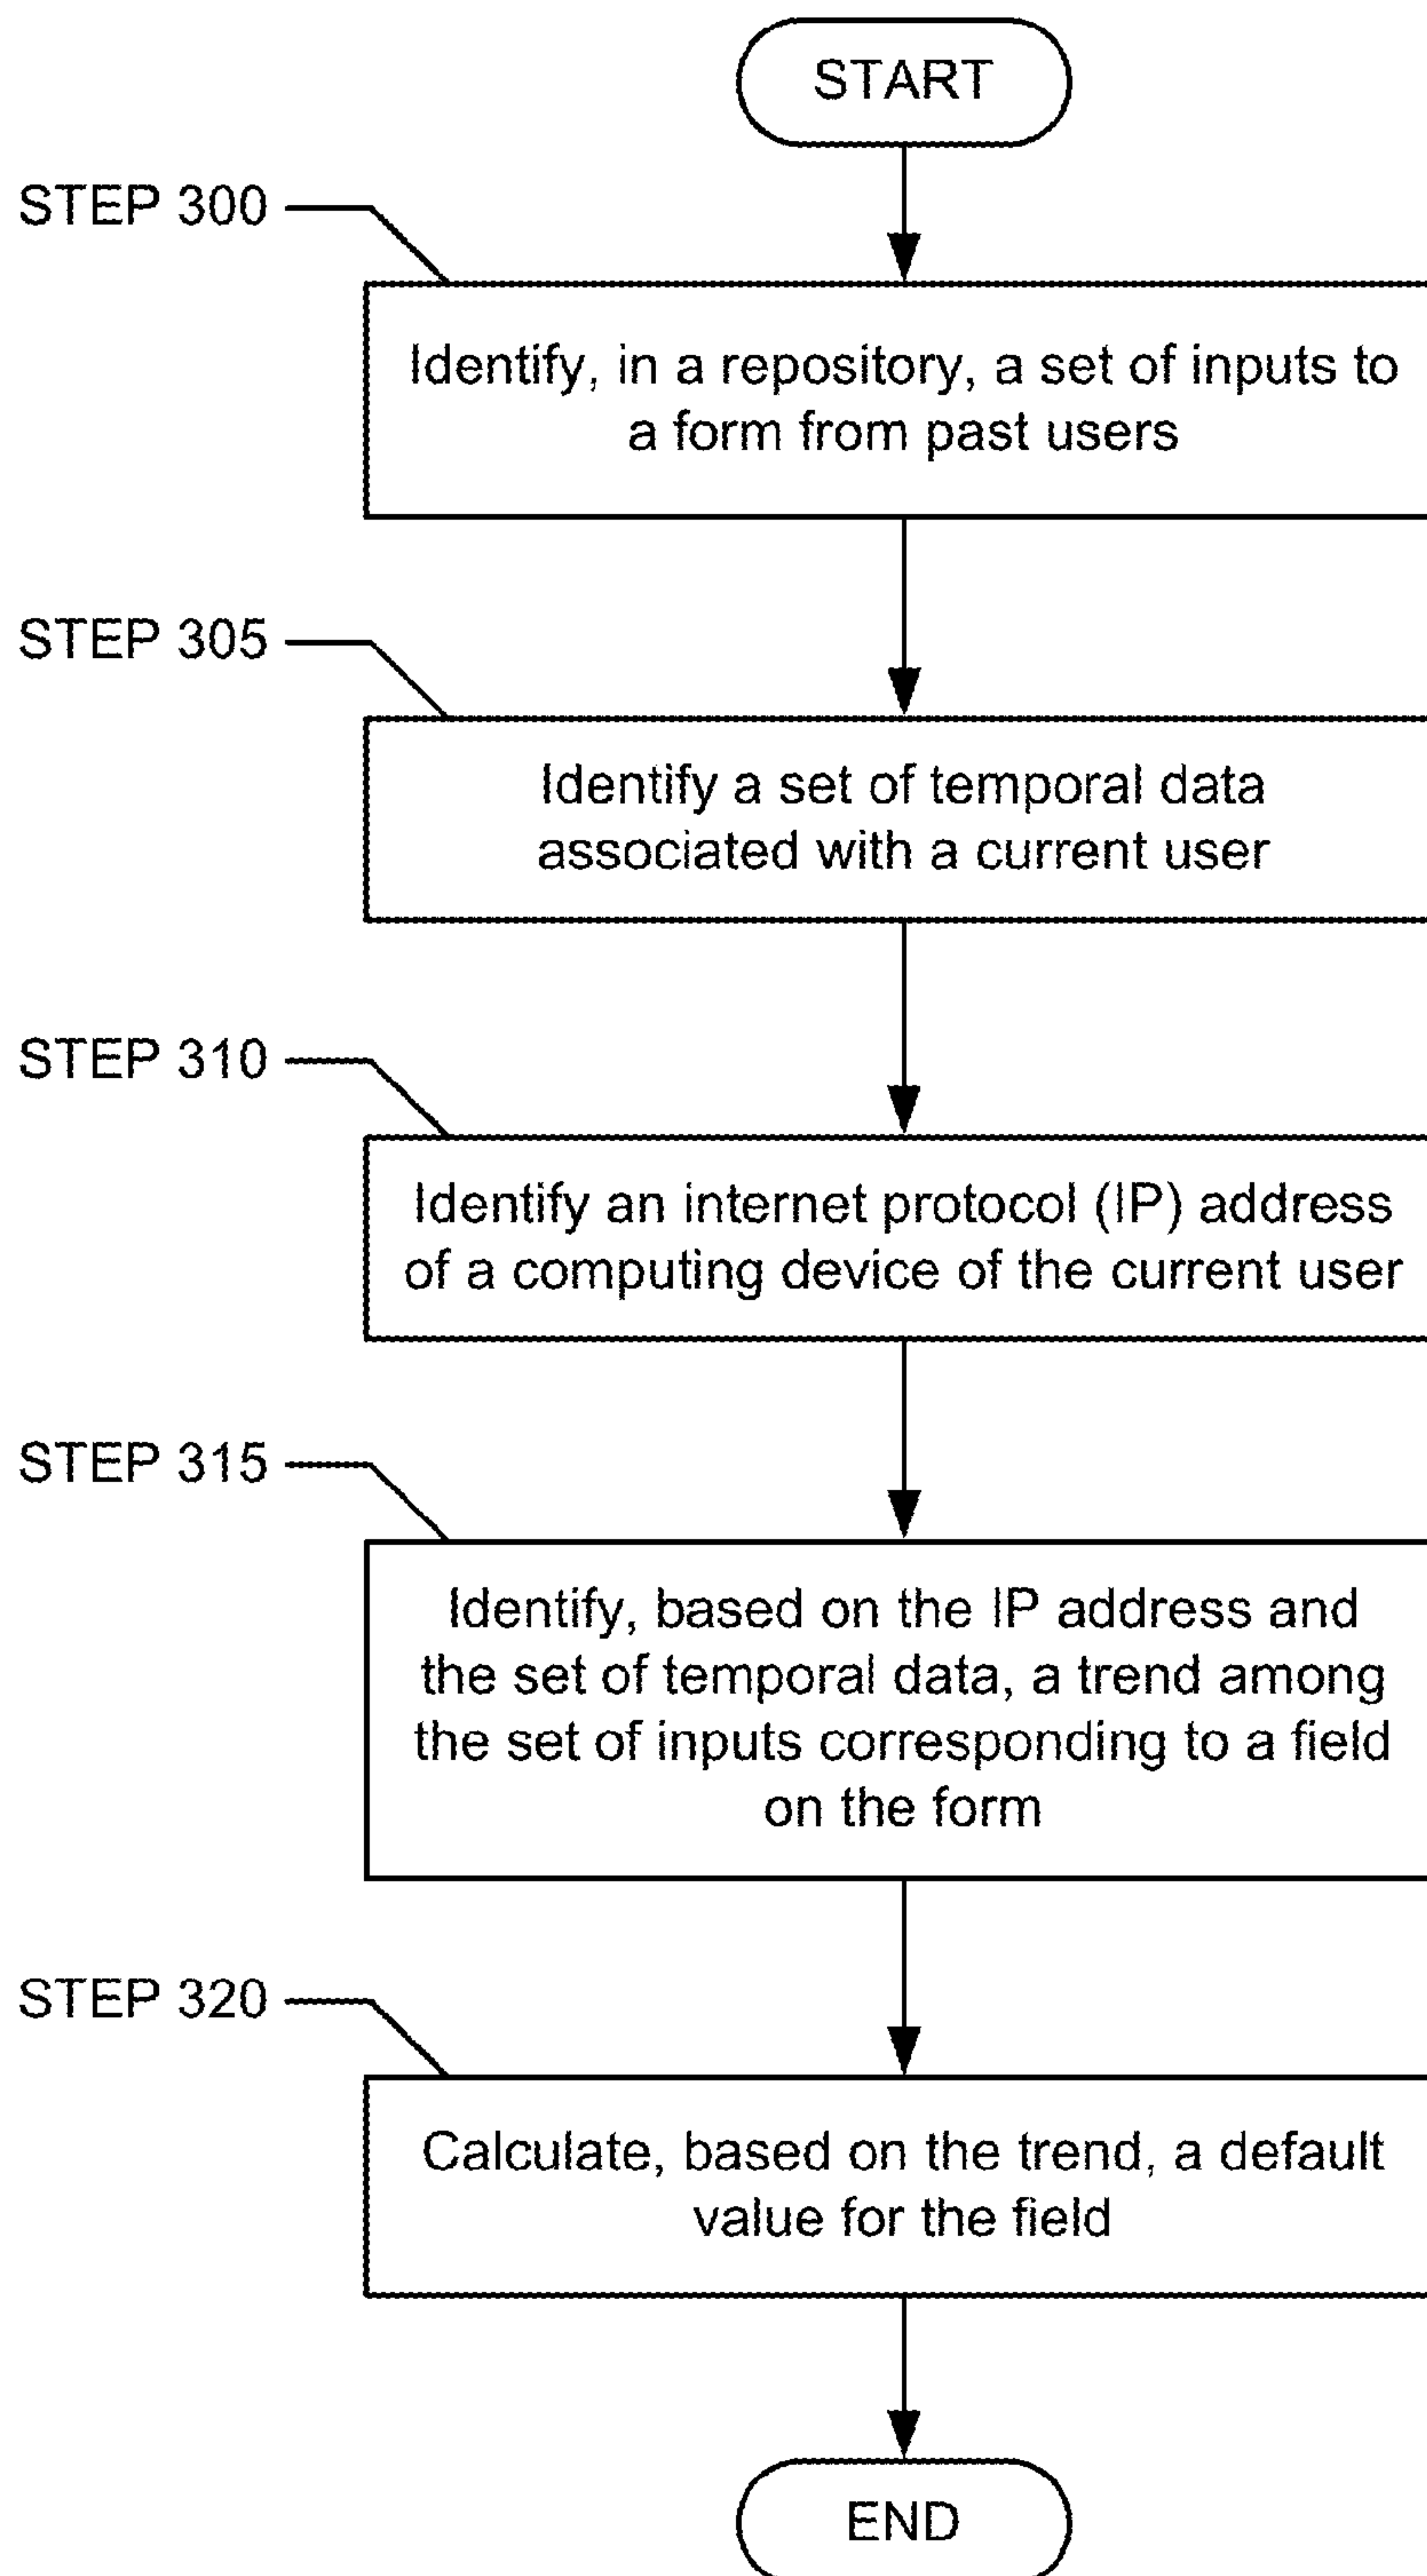 START
STEP 300
Identify, in a repository, a set of inputs to
a form from past users
STEP 305
Identify a set of temporal data
associated with a current user
STEP 310
Identify an internet protocol (IP) address
of a computing device of the current user
STEP 315
Identify, based on the IP address and
the set of temporal data, a trend among
the set of inputs corresponding to a field
on the form
STEP 320
Calculate, based on the trend, a default
value for the field
END